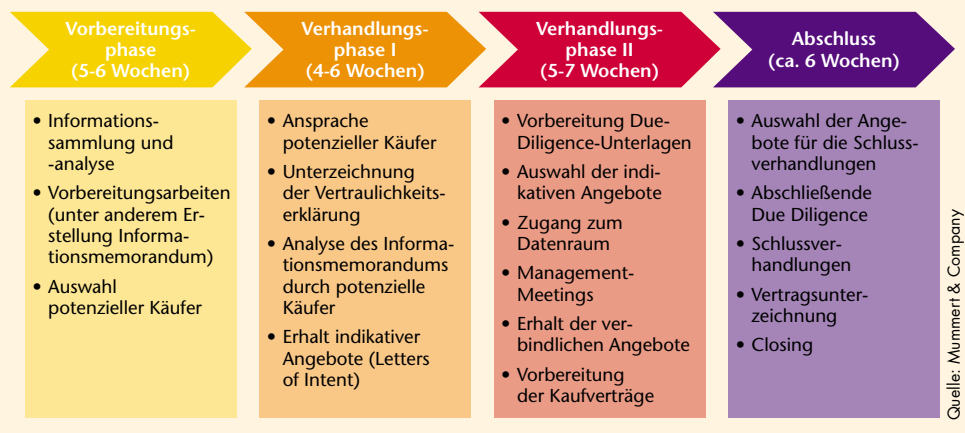 Vorbereitungs-
phase
(5-6 Wochen)
Verhandlungs-
phase I
(4-6 Wochen)
Verhandlungs-
phase II
(5-7 Wochen)
Abschluss
(ca. 6 Wochen)
• Informations-
sammlung und
-analyse
• Vorbereitungsarbeiten
(unter anderem Er-
stellung Informa-
tionsmemorandum)
• Auswahl
potenzieller Käufer
• Ansprache
potenzieller Käufer
• Unterzeichnung
der Vertraulichkeits-
erklärung
• Analyse des Informa-
tionsmemorandums
durch potenzielle
Käufer
• Erhalt indikativer
Angebote (Letters
of Intent)
• Vorbereitung Due-
Diligence-Unterlagen
• Auswahl der indi-
kativen Angebote
• Zugang zum
Datenraum
• Management-
Meetings
• Erhalt der ver-
bindlichen Angebote
• Vorbereitung
der Kaufverträge
• Auswahl der Ange-
bote für die Schluss-
verhandlungen
• Abschließende
Due Diligence
• Schlussver-
handlungen
• Vertragsunter-
zeichnung
• Closing
Quelle: Mummert & Company